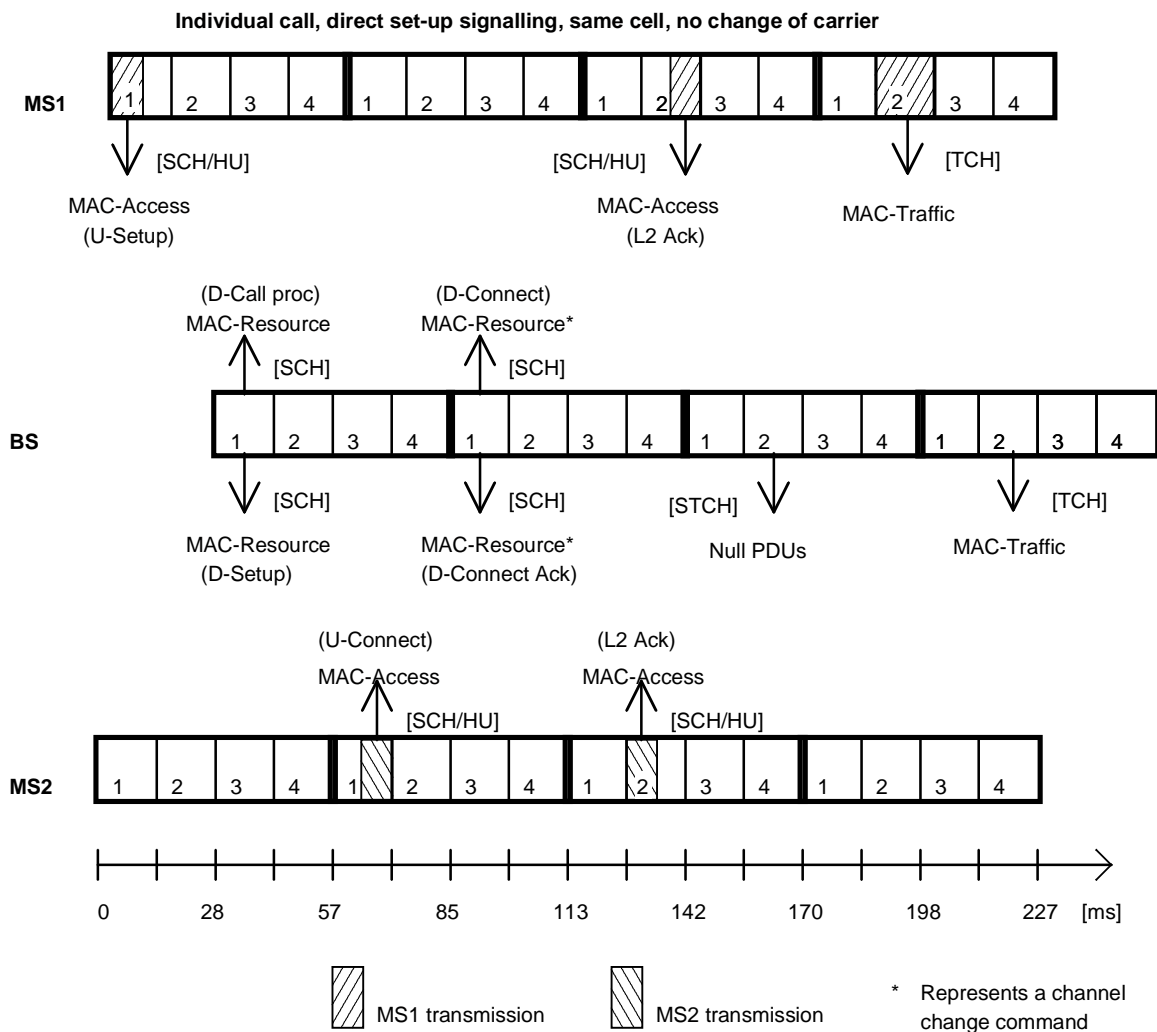 Individual call, direct set-up signalling, same cell, no change of carrier
MS1
1 2 3 4 1 2 3 4 1 2 3 4 1 2 3 4
[SCH/HU] [SCH/HU] [TCH]
MAC-Access MAC-Access MAC-Traffic
(U-Setup) (L2 Ack)
(D-Call proc) (D-Connect)
MAC-Resource MAC-Resource*
[SCH] [SCH]
BS
1 2 3 4 1 2 3 4 1 2 3 4 1 2 3 4
[SCH] [SCH] [STCH] [TCH]
MAC-Resource MAC-Resource* Null PDUs MAC-Traffic
(D-Setup) (D-Connect Ack)
(U-Connect) (L2 Ack)
MAC-Access MAC-Access
[SCH/HU] [SCH/HU]
MS2
1 2 3 4 1 2 3 4 1 2 3 4 1 2 3 4
0 28 57 85 113 142 170 198 227 [ms]
MS1 transmission MS2 transmission * Represents a channel
change command